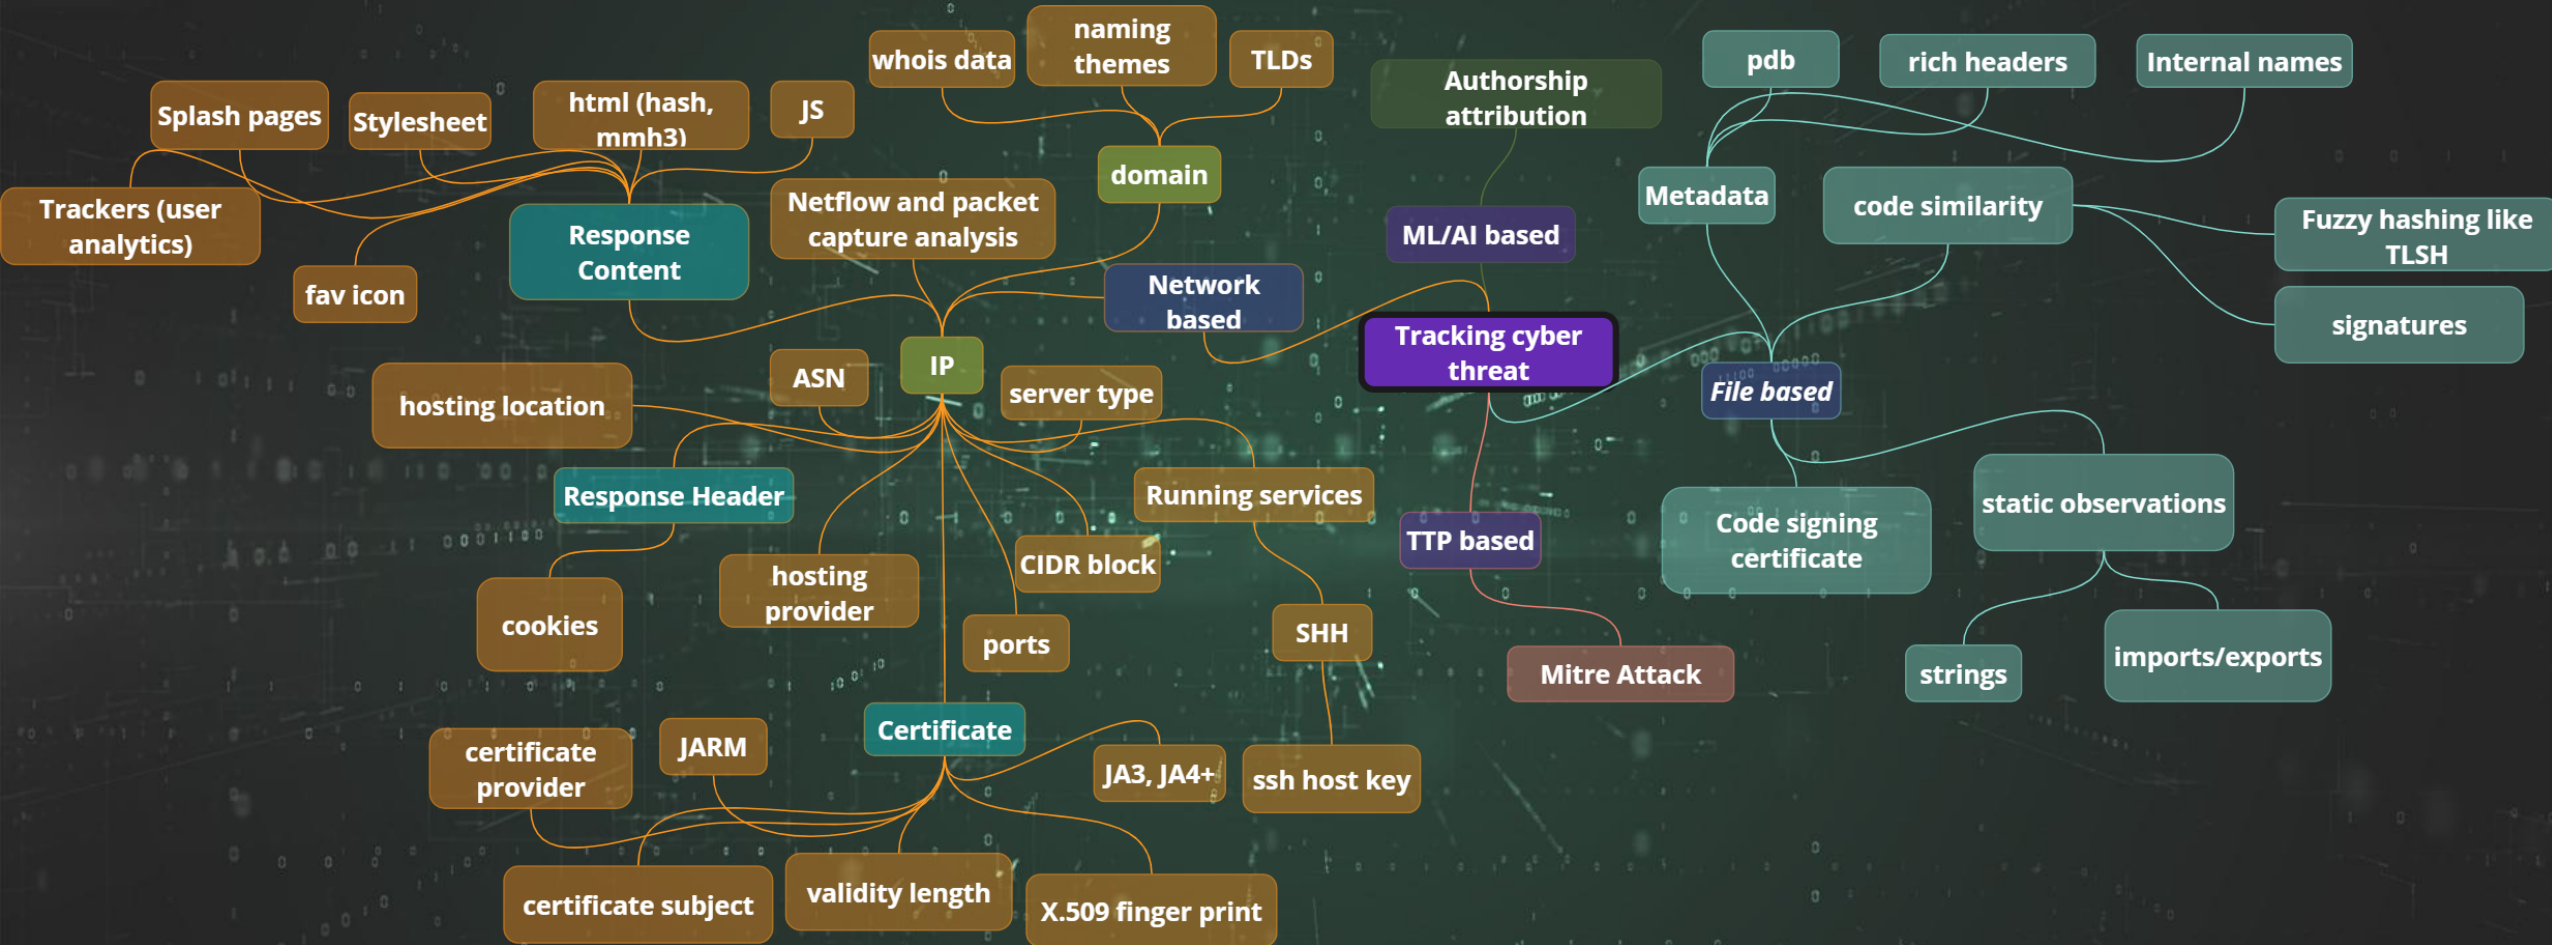 naming
themes
whois data
TLDs
pdb
rich headers
Internal names
Authorship
attribution
Splash pages
Stylesheet
html (hash,
mmh3)
JS
domain
Metadata
code similarity
Trackers (user
analytics)
Response
Content
Netflow and packet
capture analysis
ML/AI based
Fuzzy hashing like
TLSH
fav icon
Network
based
signatures
Tracking cyber
threat
IP
ASN
server type
File based
hosting location
Response Header
Running services
static observations
Code signing
certificate
TTP based
CIDR block
hosting
provider
cookies
ports
SHH
Mitre Attack
strings
imports/exports
Certificate
certificate
provider
JARM
JA3, JA4+
ssh host key
certificate subject
validity length
X.509 finger print